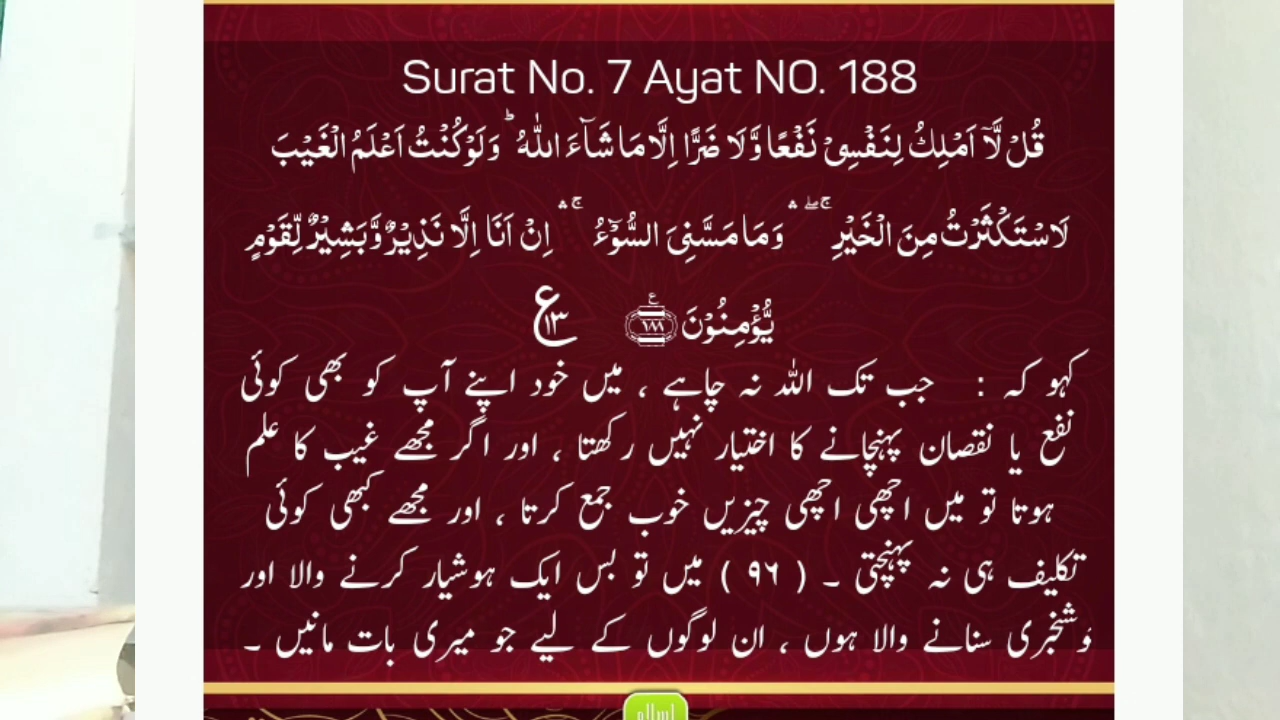 Surat No. 7 Ayat NO. 188
قُلْ لَّاۤ اَمْلِكُ لِنَفْسِیْ نَفْعًا وَّلَا ضَرًّا اِلَّا مَا شَآءَ اللّٰهُ ؕ وَلَوْ كُنْتُ اَعْلَمُ الْغَیْبَ
لَاسْتَكْثَرْتُ مِنَ الْخَیْرِ ۛۖۚ وَمَا مَسَّنِیَ السُّوْٓءُ ۛۚ اِنْ اَنَا اِلَّا نَذِیْرٌ وَّبَشِیْرٌ لِّقَوْمٍ
یُّؤْمِنُوْنَ ﴿۱۸۸﴾ ع ۱۳
کہو کہ : جب تک اللہ نہ چاہے ، میں خود اپنے آپ کو بھی کوئی
نفع یا نقصان پہنچانے کا اختیار نہیں رکھتا ، اور اگر مجھے غیب کا علم
ہوتا تو میں اچھی اچھی چیزیں خوب جمع کرتا ، اور مجھے کبھی کوئی
تکلیف ہی نہ پہنچتی ۔ ( ٩٦ ) میں تو بس ایک ہوشیار کرنے والا اور
وشخبری سنانے والا ہوں ، ان لوگوں کے لیے جو میری بات مانیں ۔